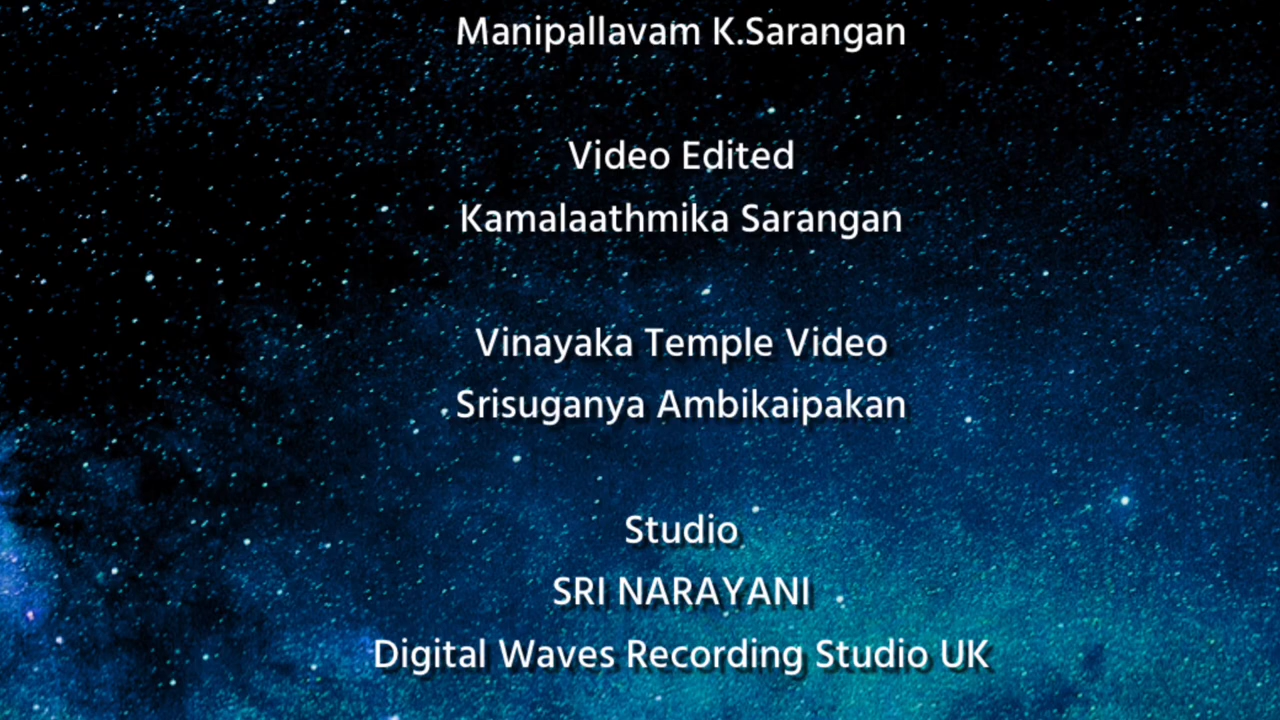 Manipallavam K.Sarangan
Video Edited
Kamalaathmika Sarangan
Vinayaka Temple Video
Srisuganya Ambikaipakan
Studio
SRI NARAYANI
Digital Waves Recording Studio UK